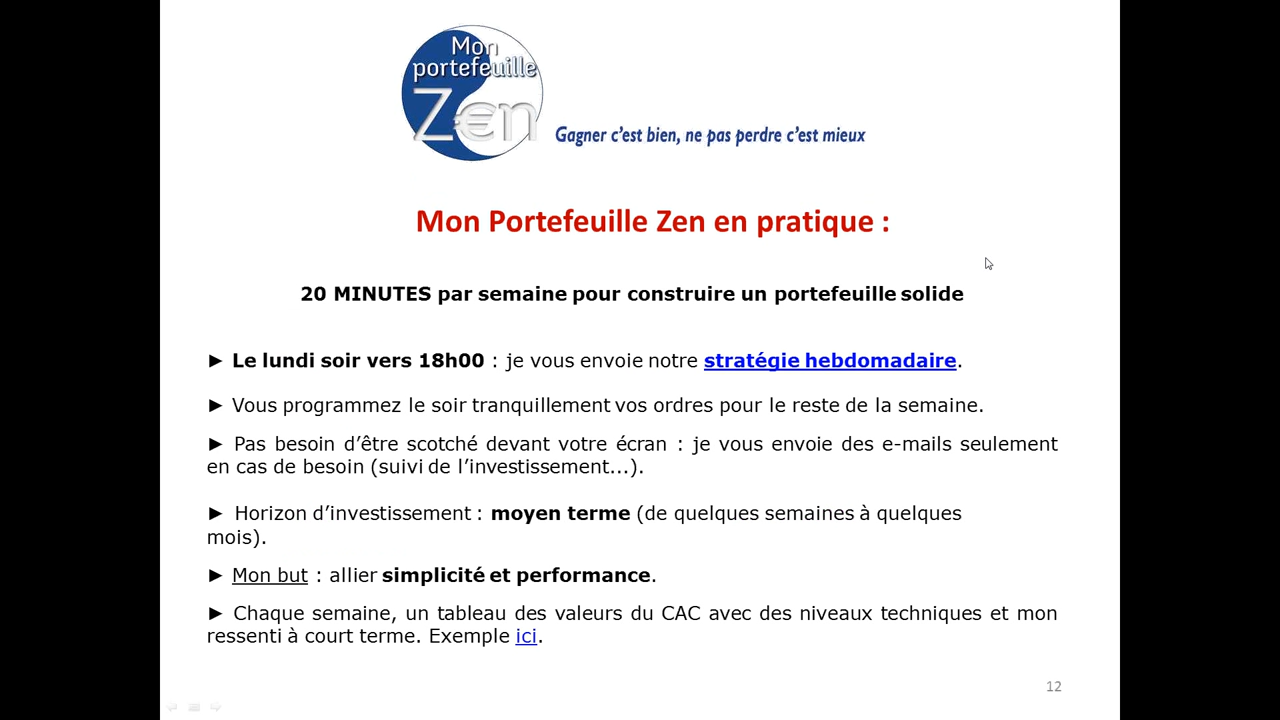 Mon
portefeuille
Z€n
Gagner c'est bien, ne pas perdre c'est mieux
Mon Portefeuille Zen en pratique :
20 MINUTES par semaine pour construire un portefeuille solide
► Le lundi soir vers 18h00 : je vous envoie notre stratégie hebdomadaire.
► Vous programmez le soir tranquillement vos ordres pour le reste de la semaine.
► Pas besoin d’être scotché devant votre écran : je vous envoie des e-mails seulement
en cas de besoin (suivi de l’investissement...).
► Horizon d’investissement : moyen terme (de quelques semaines à quelques
mois).
► Mon but : allier simplicité et performance.
► Chaque semaine, un tableau des valeurs du CAC avec des niveaux techniques et mon
ressenti à court terme. Exemple ici.
12